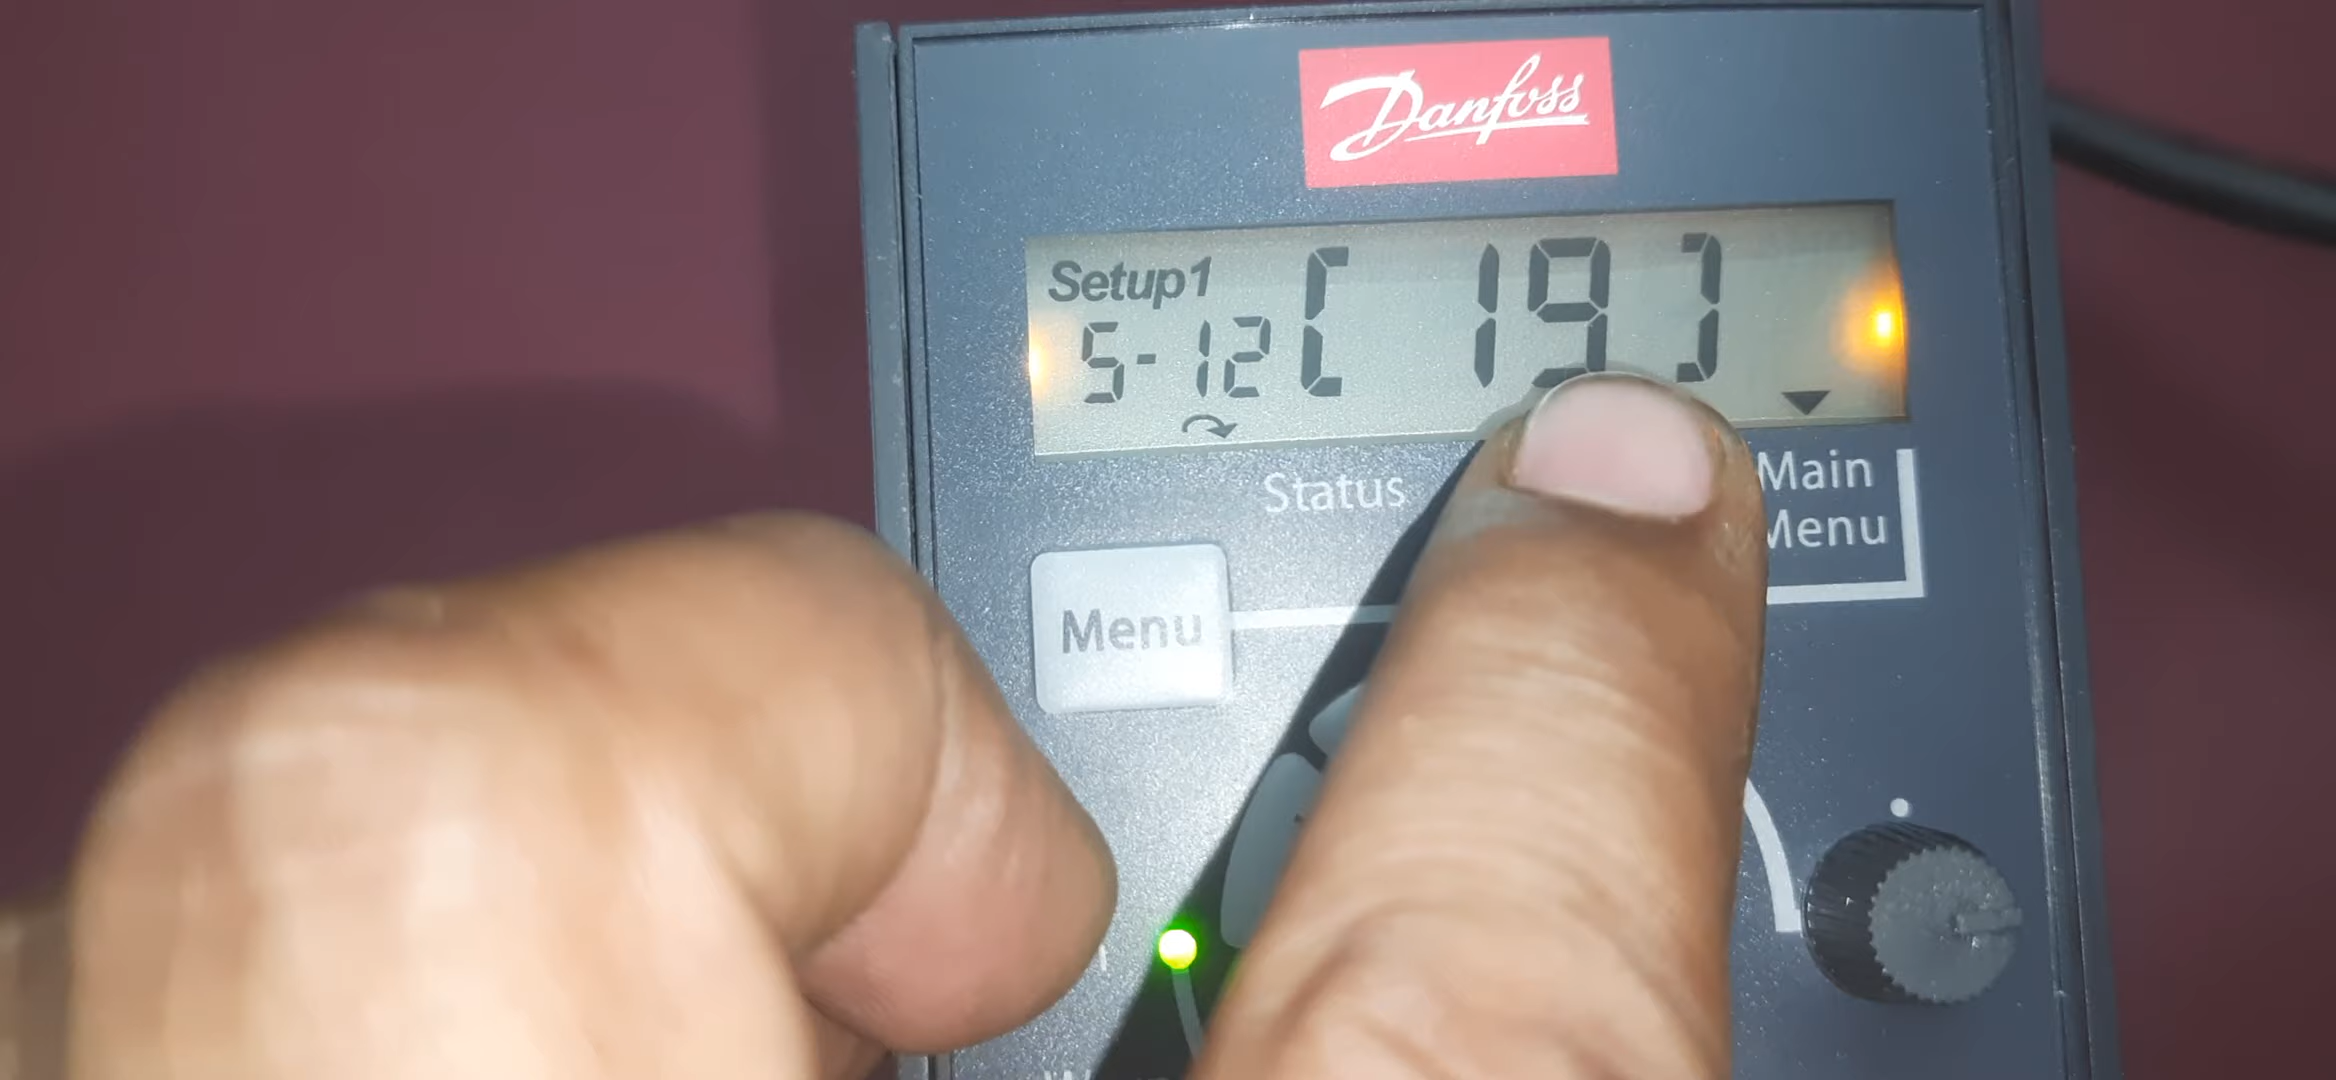 Danfoss
Setup1
5-12 [ 19]
Status
Main
Menu
Menu